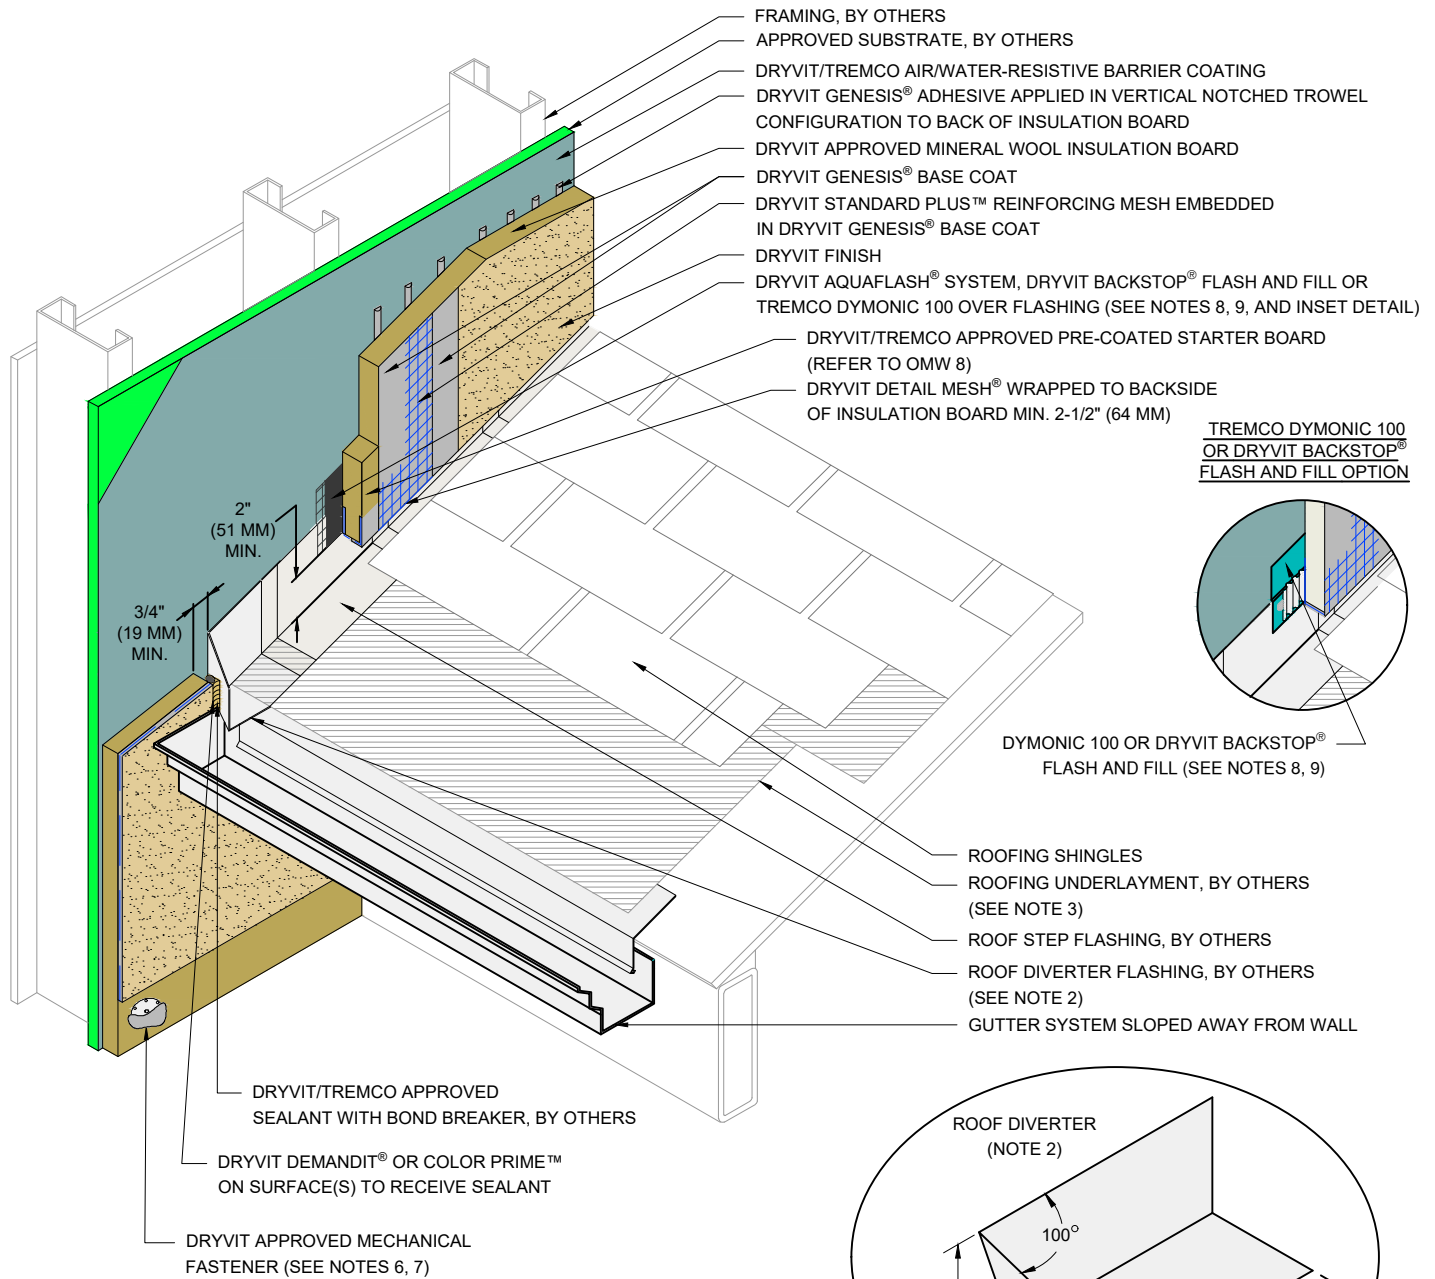 FRAMING, BY OTHERS
APPROVED SUBSTRATE, BY OTHERS
DRYVIT/TREMCO AIR/WATER-RESISTIVE BARRIER COATING
DRYVIT GENESIS® ADHESIVE APPLIED IN VERTICAL NOTCHED TROWEL
CONFIGURATION TO BACK OF INSULATION BOARD
DRYVIT APPROVED MINERAL WOOL INSULATION BOARD
DRYVIT GENESIS® BASE COAT
DRYVIT STANDARD PLUS™ REINFORCING MESH EMBEDDED
IN DRYVIT GENESIS® BASE COAT
DRYVIT FINISH
DRYVIT AQUAFLASH® SYSTEM, DRYVIT BACKSTOP® FLASH AND FILL OR
TREMCO DYMONIC 100 OVER FLASHING (SEE NOTES 8, 9, AND INSET DETAIL)
DRYVIT/TREMCO APPROVED PRE-COATED STARTER BOARD
(REFER TO OMW 8)
DRYVIT DETAIL MESH® WRAPPED TO BACKSIDE
OF INSULATION BOARD MIN. 2-1/2" (64 MM)
TREMCO DYMONIC 100
OR DRYVIT BACKSTOP®
FLASH AND FILL OPTION
2"
(51 MM)
MIN.
3/4"
(19 MM)
MIN.
DYMONIC 100 OR DRYVIT BACKSTOP®
FLASH AND FILL (SEE NOTES 8, 9)
ROOFING SHINGLES
ROOFING UNDERLAYMENT, BY OTHERS
(SEE NOTE 3)
ROOF STEP FLASHING, BY OTHERS
ROOF DIVERTER FLASHING, BY OTHERS
(SEE NOTE 2)
GUTTER SYSTEM SLOPED AWAY FROM WALL
DRYVIT/TREMCO APPROVED
SEALANT WITH BOND BREAKER, BY OTHERS
DRYVIT DEMANDIT® OR COLOR PRIME™
ON SURFACE(S) TO RECEIVE SEALANT
DRYVIT APPROVED MECHANICAL
FASTENER (SEE NOTES 6, 7)
ROOF DIVERTER
(NOTE 2)
100°